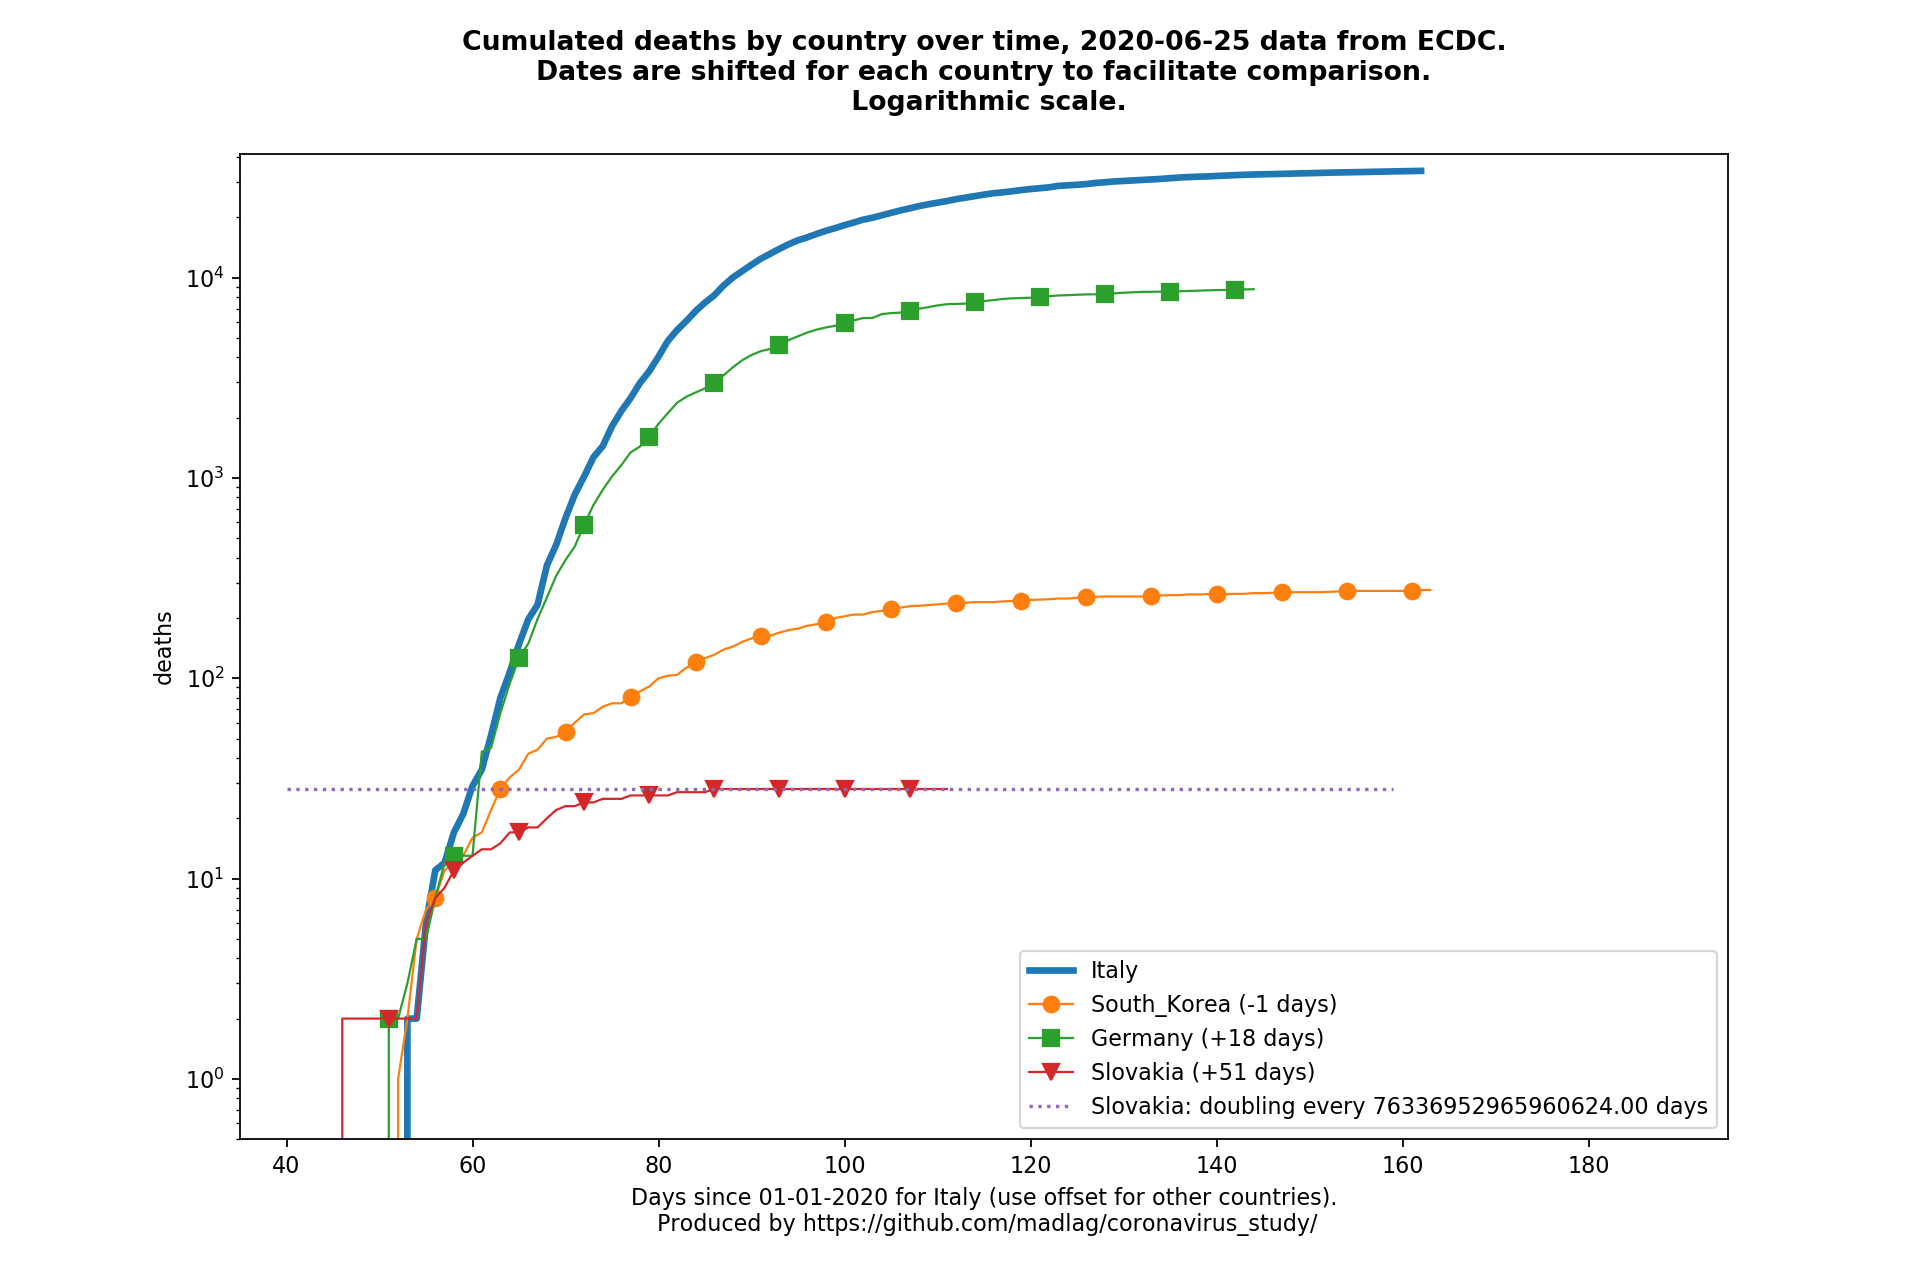 Cumulated deaths by country over time, 2020-06-25 data from ECDC.
Dates are shifted for each country to facilitate comparison.
Logarithmic scale.
10^4
10^3
10^2
10^1
10^0
deaths
Italy
South_Korea (-1 days)
Germany (+18 days)
Slovakia (+51 days)
Slovakia: doubling every 76336952965960624.00 days
40 60 80 100 120 140 160 180
Days since 01-01-2020 for Italy (use offset for other countries).
Produced by https://github.com/madlag/coronavirus_study/